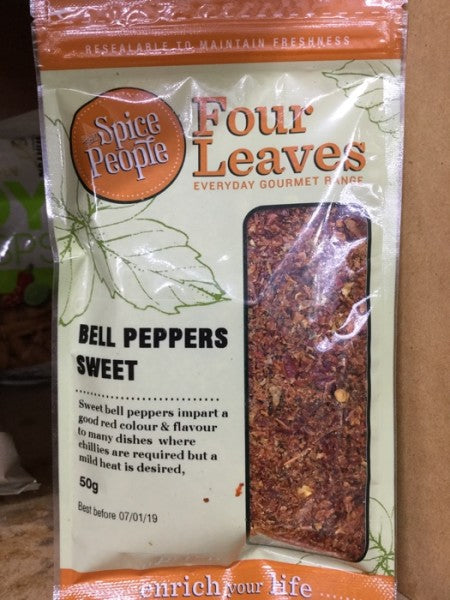 RESEALABLE TO MAINTAIN FRESHNESS
The
Spice
People
Four
Leaves
EVERYDAY GOURMET RANGE
BELL PEPPERS
SWEET
Sweet bell peppers impart a
good red colour & flavour
to many dishes where
chillies are required but a
mild heat is desired,
50g
Best before 07/01/19
enrich your life